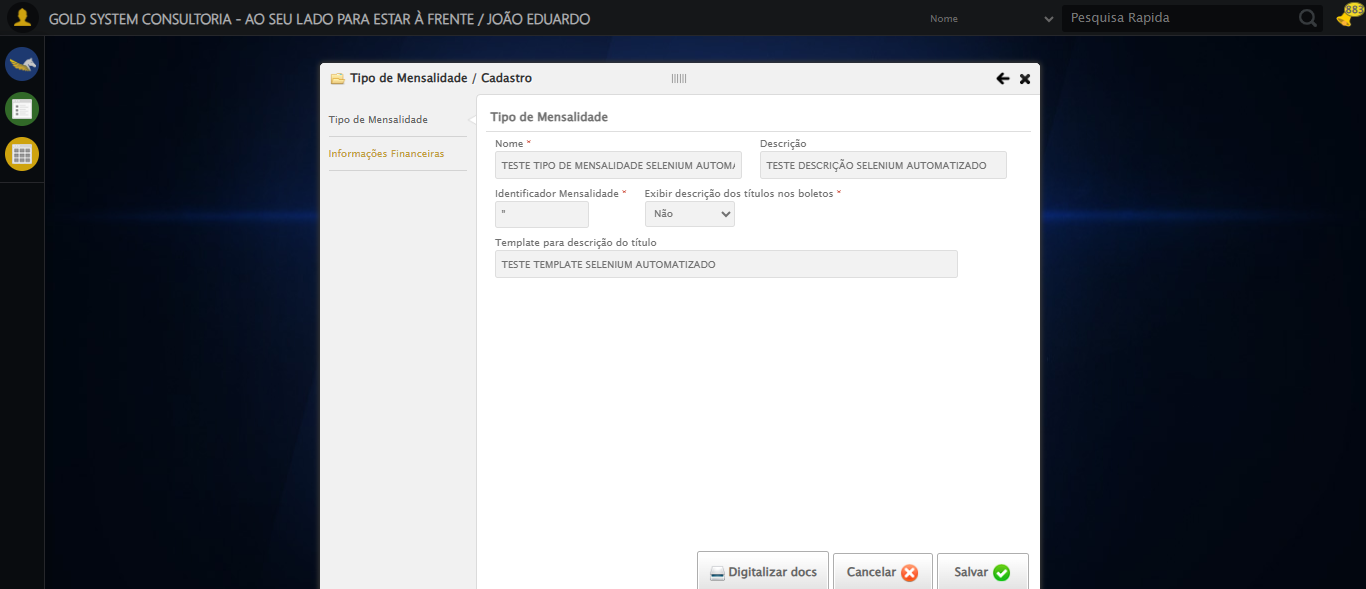 GOLD SYSTEM CONSULTORIA - AO SEU LADO PARA ESTAR À FRENTE / JOÃO EDUARDO
Nome
Pesquisa Rapida
883
Tipo de Mensalidade / Cadastro
Tipo de Mensalidade
Informações Financeiras
Tipo de Mensalidade
Nome *
Descrição
TESTE TIPO DE MENSALIDADE SELENIUM AUTOMA
TESTE DESCRIÇÃO SELENIUM AUTOMATIZADO
Identificador Mensalidade *
Exibir descrição dos títulos nos boletos *
"
Não
Template para descrição do título
TESTE TEMPLATE SELENIUM AUTOMATIZADO
Digitalizar docs
Cancelar
Salvar